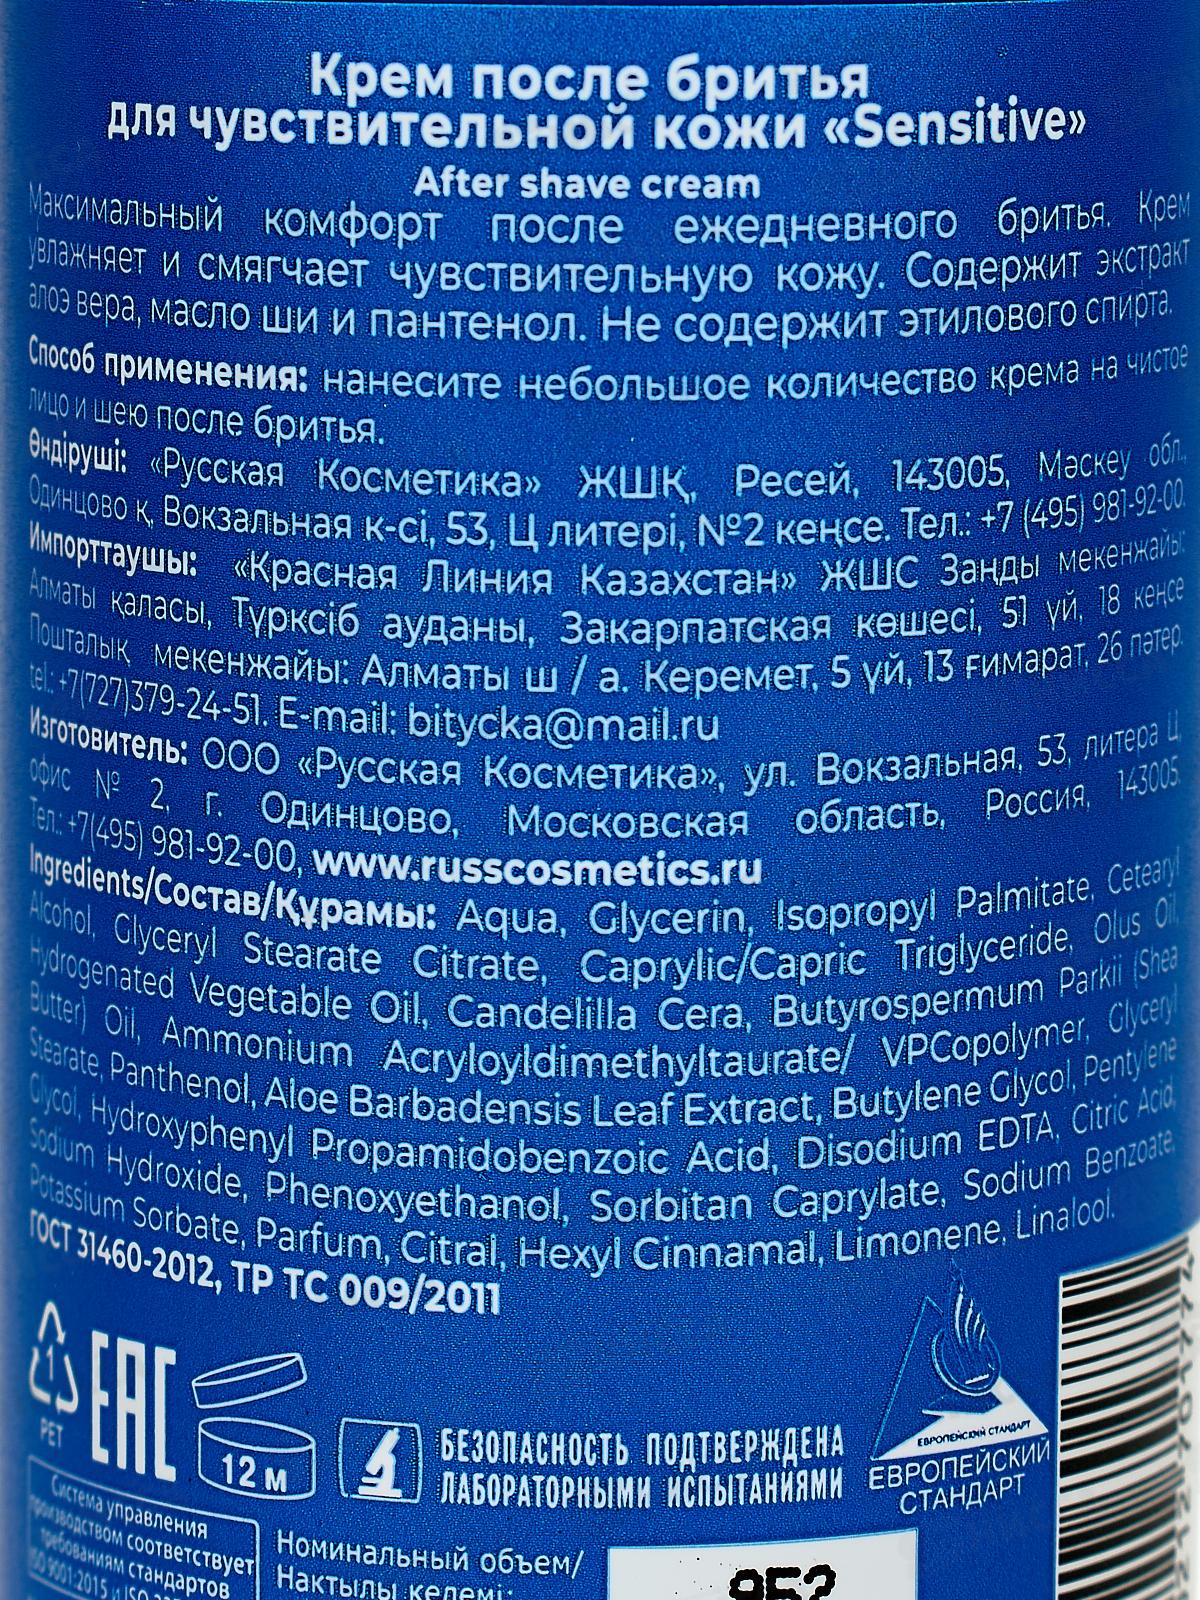 Крем после бритья
для чувствительной кожи «Sensitive»
After shave cream
Максимальный комфорт после ежедневного бритья. Крем
увлажняет и смягчает чувствительную кожу. Содержит экстракт
алоэ вера, масло ши и пантенол. Не содержит этилового спирта.
Способ применения: нанесите небольшое количество крема на чистое
лицо и шею после бритья.
Өндіруші: «Русская Косметика» ЖШҚ, Ресей, 143005, Мәскеу обл.,
Одинцово қ, Вокзальная к-сі, 53, Ц литері, №2 кеңсе. Тел.: +7 (495) 981-92-00.
Импорттаушы: «Красная Линия Казахстан» ЖШС Заңды мекенжайы:
Алматы қаласы, Түрксіб ауданы, Закарпатская көшесі, 51 үй, 18 кеңсе
Пошталық мекенжайы: Алматы ш / а. Керемет, 5 үй, 13 ғимарат, 26 пәтер.
tel.: +7(727)379-24-51. E-mail: bitycka@mail.ru
Изготовитель: ООО «Русская Косметика», ул. Вокзальная, 53, литера Ц,
офис № 2, г. Одинцово, Московская область, Россия, 143005.
Тел.: +7(495) 981-92-00, www.russcosmetics.ru
Ingredients/Состав/Құрамы: Aqua, Glycerin, Isopropyl Palmitate, Cetearyl
Alcohol, Glyceryl Stearate Citrate, Caprylic/Capric Triglyceride, Olus Oil,
Hydrogenated Vegetable Oil, Candelilla Cera, Butyrospermum Parkii (Shea
Butter) Oil, Ammonium Acryloyldimethyltaurate/ VPCopolymer, Glyceryl
Stearate, Panthenol, Aloe Barbadensis Leaf Extract, Butylene Glycol, Pentylene
Glycol, Hydroxyphenyl Propamidobenzoic Acid, Disodium EDTA, Citric Acid,
Sodium Hydroxide, Phenoxyethanol, Sorbitan Caprylate, Sodium Benzoate,
Potassium Sorbate, Parfum, Citral, Hexyl Cinnamal, Limonene, Linalool.
ГОСТ 31460-2012, ТР ТС 009/2011
1
PET
EAC
12 м
БЕЗОПАСНОСТЬ ПОДТВЕРЖДЕНА
ЛАБОРАТОРНЫМИ ИСПЫТАНИЯМИ
ЕВРОПЕЙСКИЙ СТАНДАРТ
ЕВРОПЕЙСКИЙ
СТАНДАРТ
Система управления
производством соответствует
требованиям стандартов
ISO 9001:2015 и ISO
Номинальный объем/
Нақтылы көлемі: